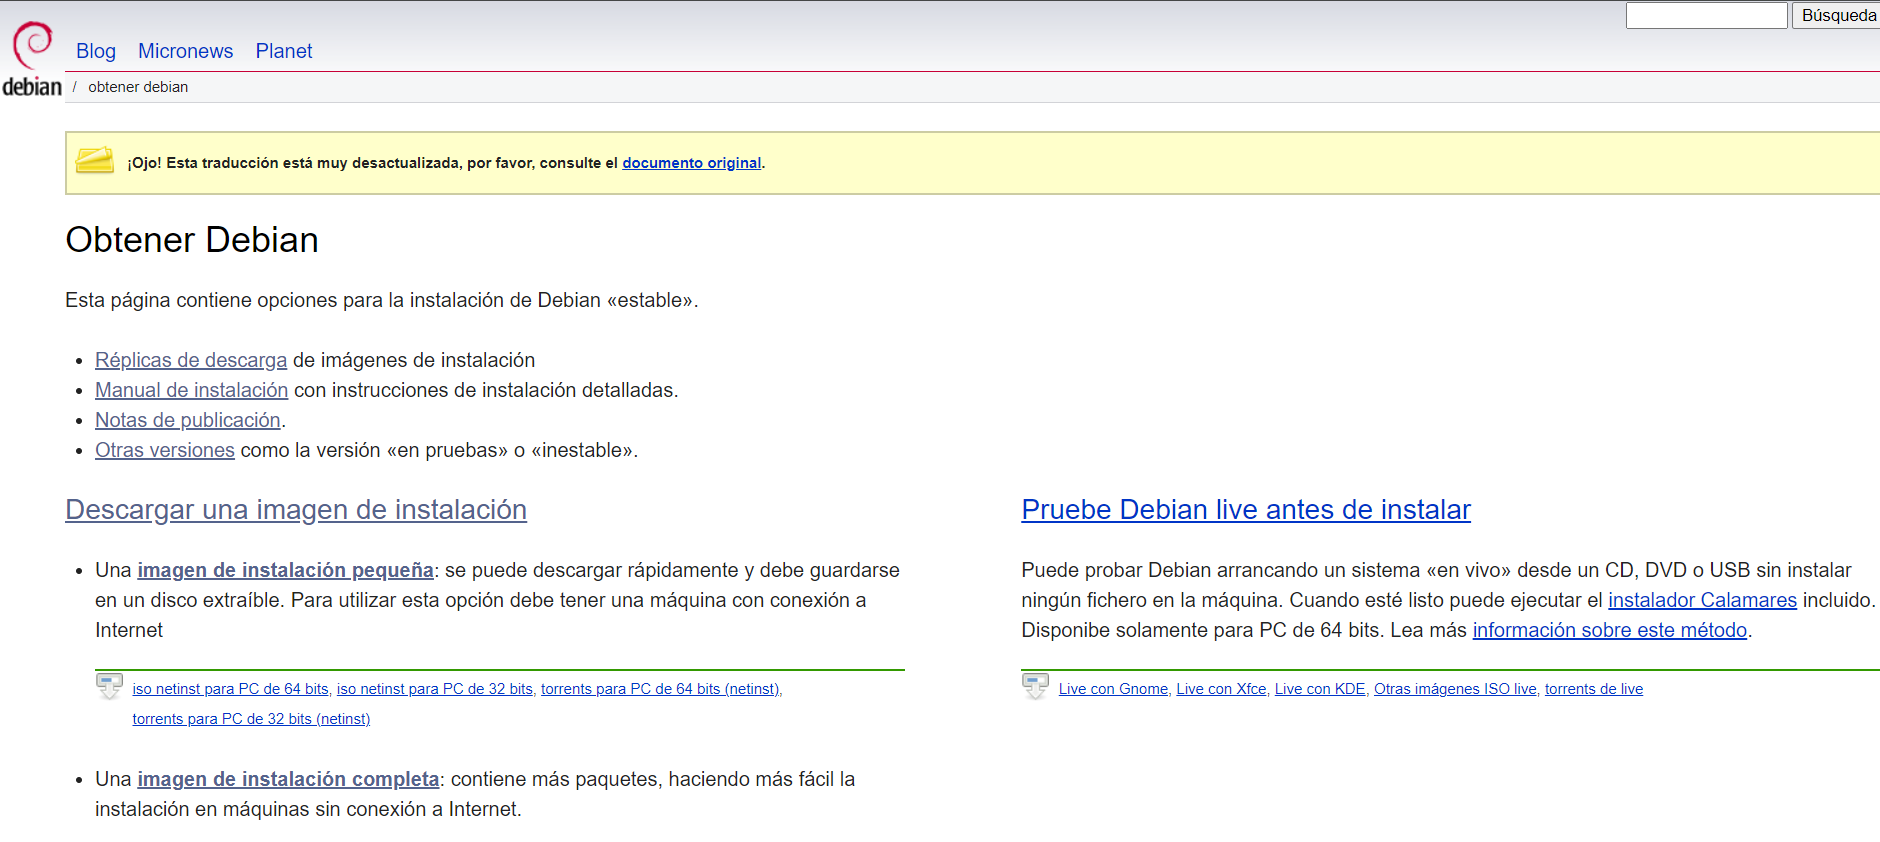 Búsqueda
debian
Blog Micronews Planet
/ obtener debian
¡Ojo! Esta traducción está muy desactualizada, por favor, consulte el documento original.
Obtener Debian
Esta página contiene opciones para la instalación de Debian «estable».
Réplicas de descarga de imágenes de instalación
Manual de instalación con instrucciones de instalación detalladas.
Notas de publicación.
Otras versiones como la versión «en pruebas» o «inestable».
Descargar una imagen de instalación
Una imagen de instalación pequeña: se puede descargar rápidamente y debe guardarse
en un disco extraíble. Para utilizar esta opción debe tener una máquina con conexión a
Internet
iso netinst para PC de 64 bits, iso netinst para PC de 32 bits, torrents para PC de 64 bits (netinst),
torrents para PC de 32 bits (netinst)
Una imagen de instalación completa: contiene más paquetes, haciendo más fácil la
instalación en máquinas sin conexión a Internet.
Pruebe Debian live antes de instalar
Puede probar Debian arrancando un sistema «en vivo» desde un CD, DVD o USB sin instalar
ningún fichero en la máquina. Cuando esté listo puede ejecutar el instalador Calamares incluido.
Disponibe solamente para PC de 64 bits. Lea más información sobre este método.
Live con Gnome, Live con Xfce, Live con KDE, Otras imágenes ISO live, torrents de live